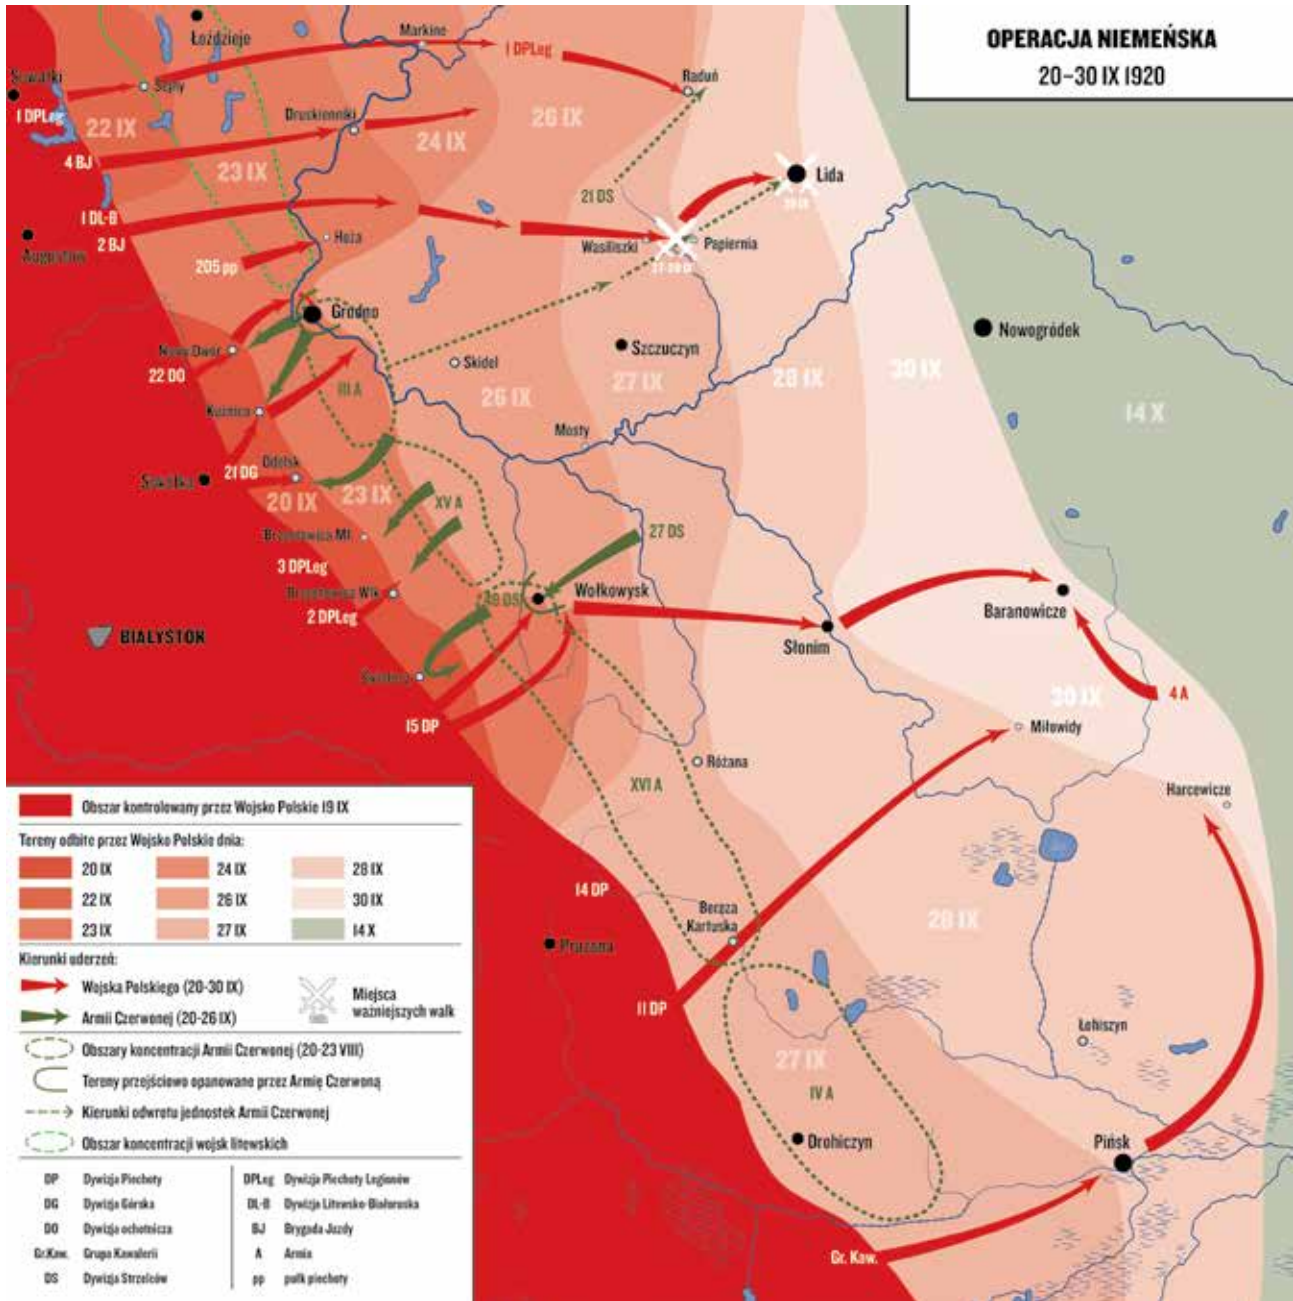 OPERACJA NIEMEŃSKA
20–30 IX 1920
Łoździeje
Markine
1 DPLeg
Raduń
Suwałki
Sejny
1 DPLeg
22 IX
Druskienniki
24 IX
26 IX
4 BJ
23 IX
Lida
21 DS
1 DL-B
2 BJ
Augustów
Hoża
Wasiliszki
Papiernia
205 pp
Grodno
Nowogródek
Nowy Dwór
22 DO
Skidel
Szczuczyn
III A
26 IX
27 IX
28 IX
30 IX
Kuźnica
14 X
Mosty
Odelsk
21 DG
Sokółka
20 IX
23 IX
XV A
27 DS
3 DPLeg
Wołkowysk
Baranowicze
2 DPLeg
BIAŁYSTOK
Słonim
Świsłocz
30 IX
4 A
15 DP
Miłowidy
Różana
XVI A
Harcewicze
14 DP
Bereza
Kartuska
28 IX
Prużana
11 DP
Łohiszyn
27 IX
IV A
Drohiczyn
Pińsk
Gr. Kaw.
Obszar kontrolowany przez Wojsko Polskie 19 IX
Tereny odbite przez Wojsko Polskie dnia:
20 IX
24 IX
28 IX
22 IX
26 IX
30 IX
23 IX
27 IX
14 X
Kierunki uderzeń:
Wojska Polskiego (20-30 IX)
Armii Czerwonej (20-26 IX)
Miejsca
ważniejszych walk
Obszary koncentracji Armii Czerwonej (20-23 VIII)
Tereny przejściowo opanowane przez Armię Czerwoną
Kierunki odwrotu jednostek Armii Czerwonej
Obszar koncentracji wojsk litewskich
DP Dywizja Piechoty
DPLeg Dywizja Piechoty Legionów
DG Dywizja Górska
DL-B Dywizja Litewsko-Białoruska
DO Dywizja ochotnicza
BJ Brygada Jazdy
Gr.Kaw. Grupa Kawalerii
A Armia
DS Dywizja Strzelców
pp pułk piechoty